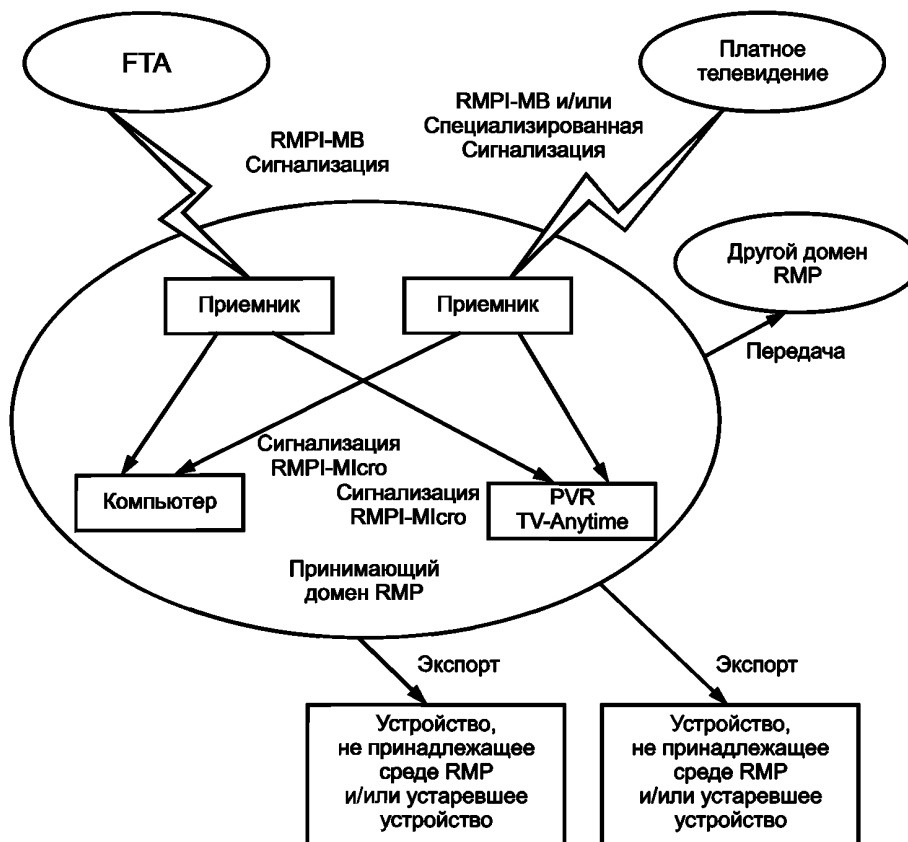 FTA
Платное
телевидение
RMPI-MB
Сигнализация
RMPI-MB и/или
Специализированная
Сигнализация
Другой домен
RMP
Приемник
Приемник
Передача
Сигнализация
RMPI-MIcro
Компьютер
Сигнализация
RMPI-MIcro
PVR
TV-Anytime
Принимающий
домен RMP
Экспорт
Экспорт
Устройство,
не принадлежащее
среде RMP
и/или устаревшее
устройство
Устройство,
не принадлежащее
среде RMP
и/или устаревшее
устройство